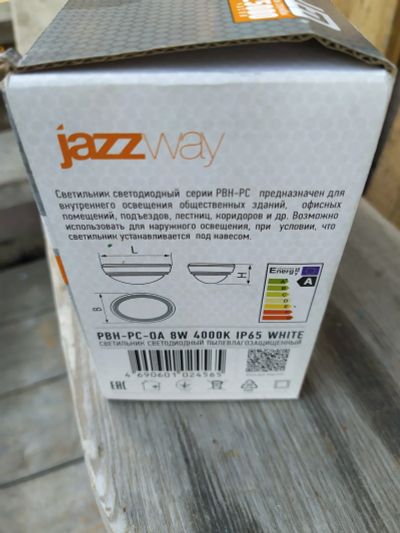 jazzway
Светильник светодиодный серии PBH-PC предназначен для
внутреннего освещения общественных зданий, офисных
помещений, подъездов, лестниц, коридоров и др. Возможно
использовать для наружного освещения, при условии, что
светильник устанавливается под навесом.
L
H
B
Energ
A
PBH-PC-OA 8W 4000K IP65 WHITE
СВЕТИЛЬНИК СВЕТОДИОДНЫЙ ПЫЛЕВЛАГОЗАЩИЩЕННЫЙ
4 690601 024565
EAC